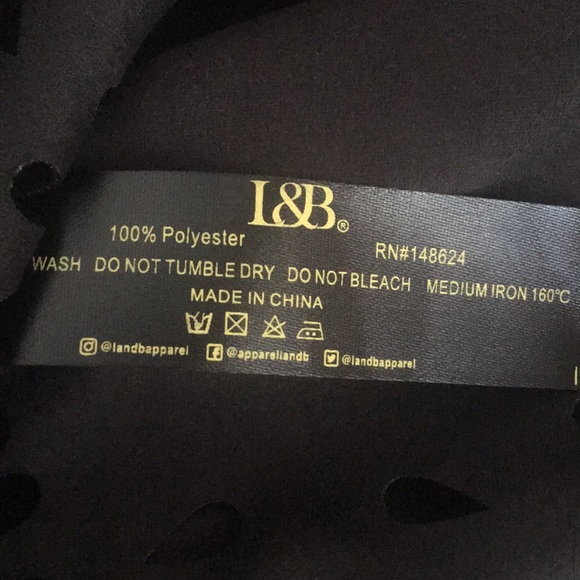 L&B®
100% Polyester RN#148624
WASH DO NOT TUMBLE DRY DO NOT BLEACH MEDIUM IRON 160℃
MADE IN CHINA
@landbapparel @apparellandb @landbapparel